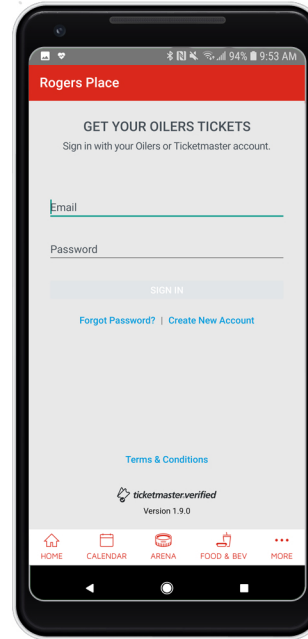 94% 9:53 AM
Rogers Place
GET YOUR OILERS TICKETS
Sign in with your Oilers or Ticketmaster account.
Email
Password
SIGN IN
Forgot Password? | Create New Account
Terms & Conditions
ticketmaster.verified
Version 1.9.0
HOME CALENDAR ARENA FOOD & BEV MORE